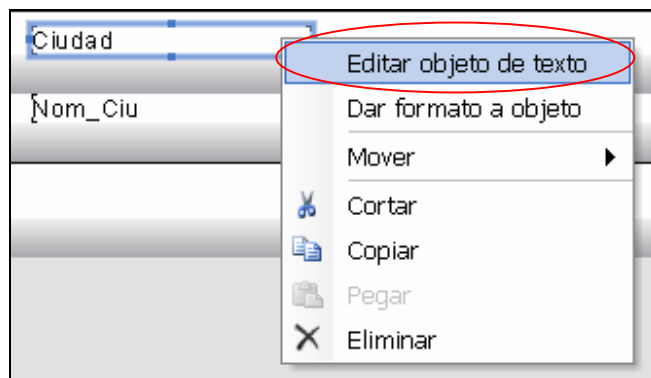 Ciudad
Editar objeto de texto
Nom_Ciu
Dar formato a objeto
Mover
Cortar
Copiar
Pegar
Eliminar